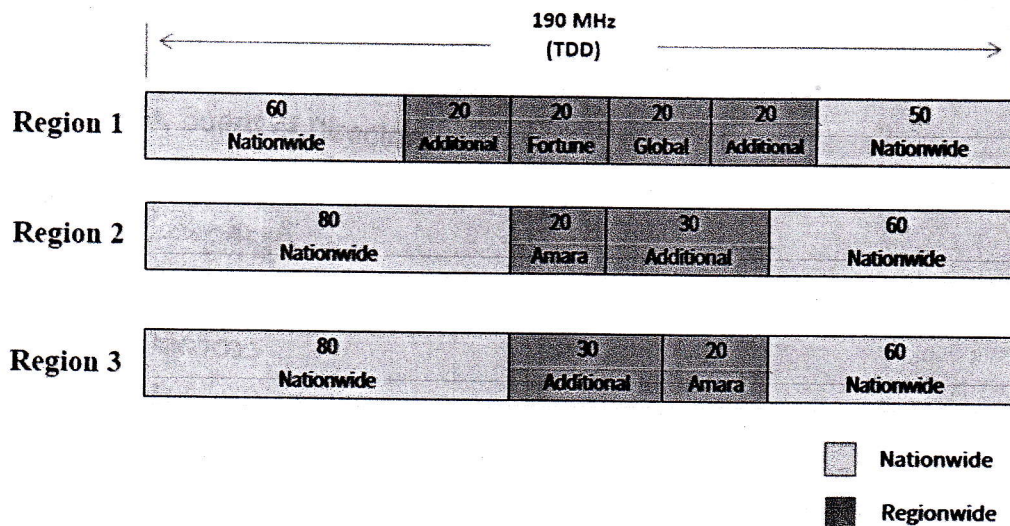 190 MHz
(TDD)
Region 1
60 20 20 20 20 50
Nationwide Additional Fortune Global Additional Nationwide
Region 2
80 20 30 60
Nationwide Amara Additional Nationwide
Region 3
80 30 20 60
Nationwide Additional Amara Nationwide
Nationwide
Regionwide